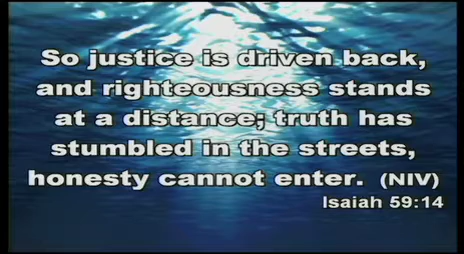 So justice is driven back,
and righteousness stands
at a distance; truth has
stumbled in the streets,
honesty cannot enter. (NIV)
Isaiah 59:14